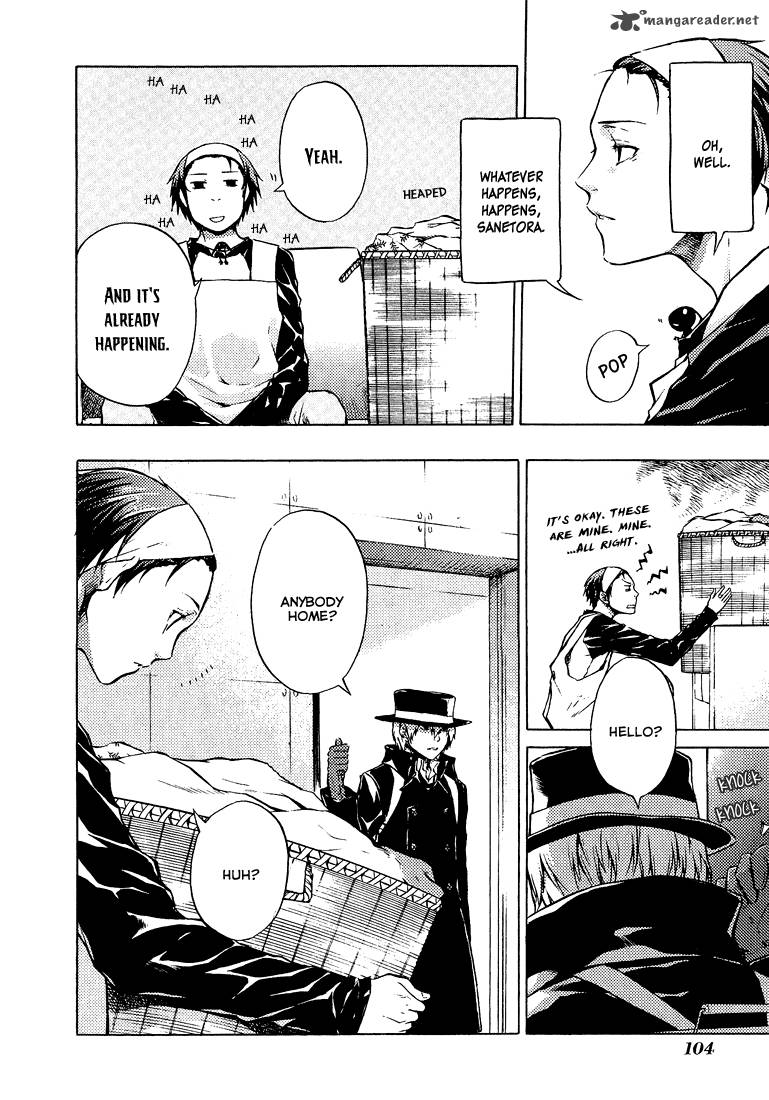 mangareader.net
OH,
WELL.
WHATEVER
HAPPENS,
HAPPENS,
SANETORA.
POP
HA
HA
HA
HA
HA
HA
HA
HA
HA
YEAH.
HEAPED
AND IT'S
ALREADY
HAPPENING.
IT'S OKAY. THESE
ARE MINE. MINE.
...ALL RIGHT.
HELLO?
KNOCK
KNOCK
ANYBODY
HOME?
HUH?
104